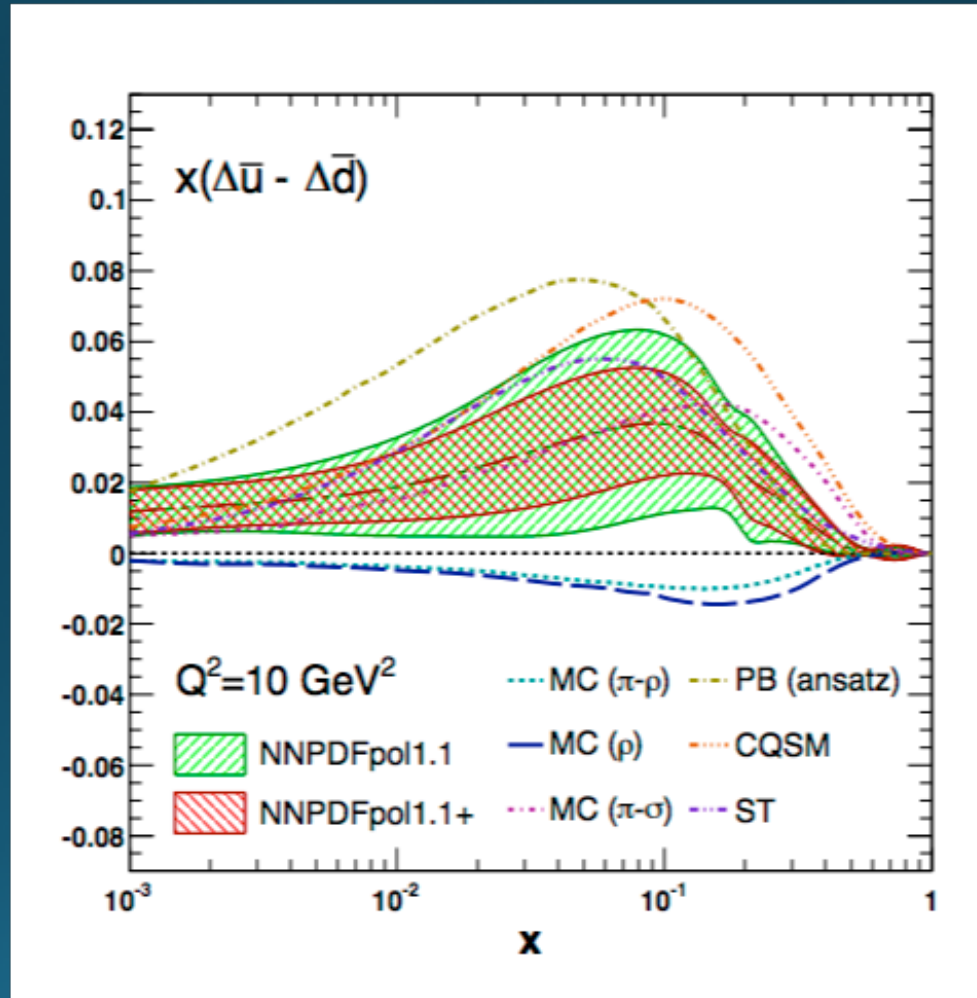 x(Δū - Δd̄)
0.12
0.1
0.08
0.06
0.04
0.02
0
-0.02
-0.04
-0.06
-0.08
Q²=10 GeV²
NNPDFpol1.1
NNPDFpol1.1+
MC (π-ρ)
MC (ρ)
MC (π-σ)
PB (ansatz)
CQSM
ST
10⁻³ 10⁻² 10⁻¹ 1
x